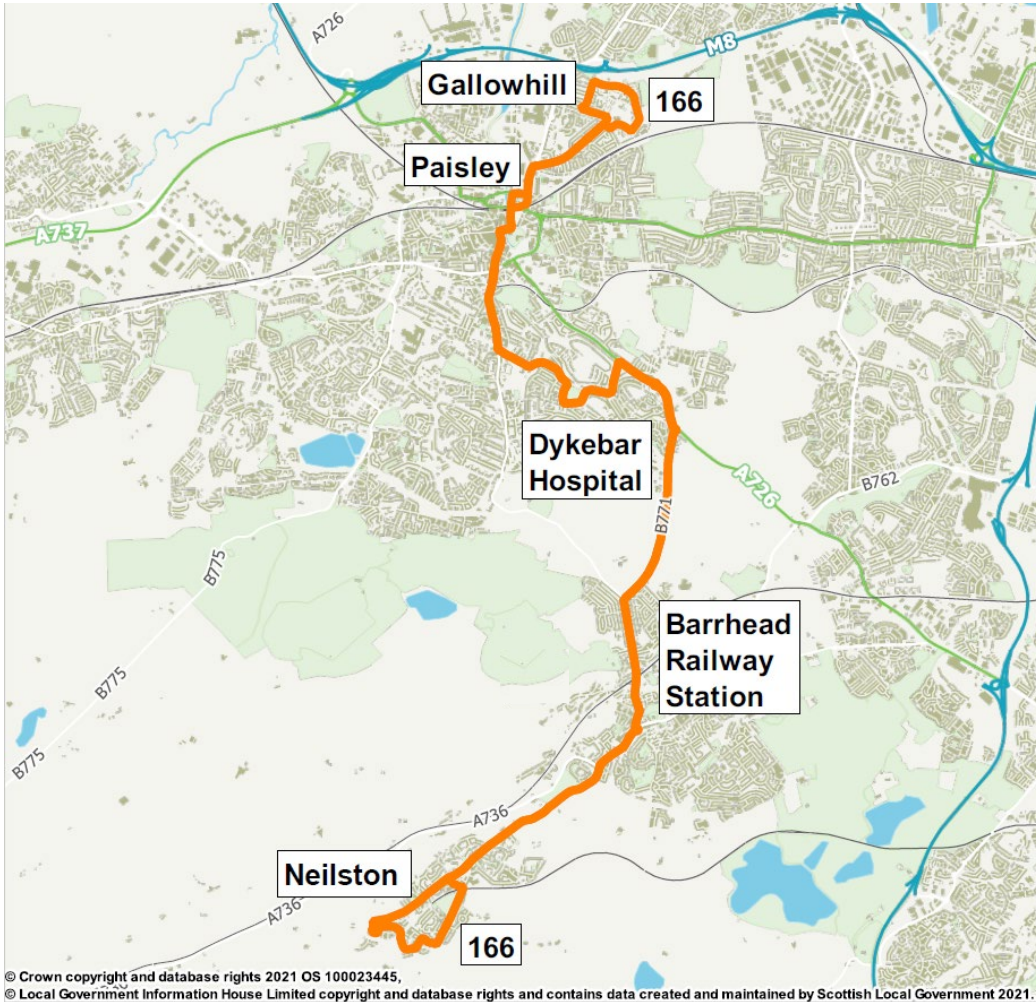 A726
M8
Gallowhill
166
Paisley
A737
Dykebar
Hospital
A726
B762
B771
B775
Barrhead
Railway
Station
B775
B775
A736
Neilston
A736
166
© Crown copyright and database rights 2021 OS 100023445,
© Local Government Information House Limited copyright and database rights and contains data created and maintained by Scottish Local Government 2021